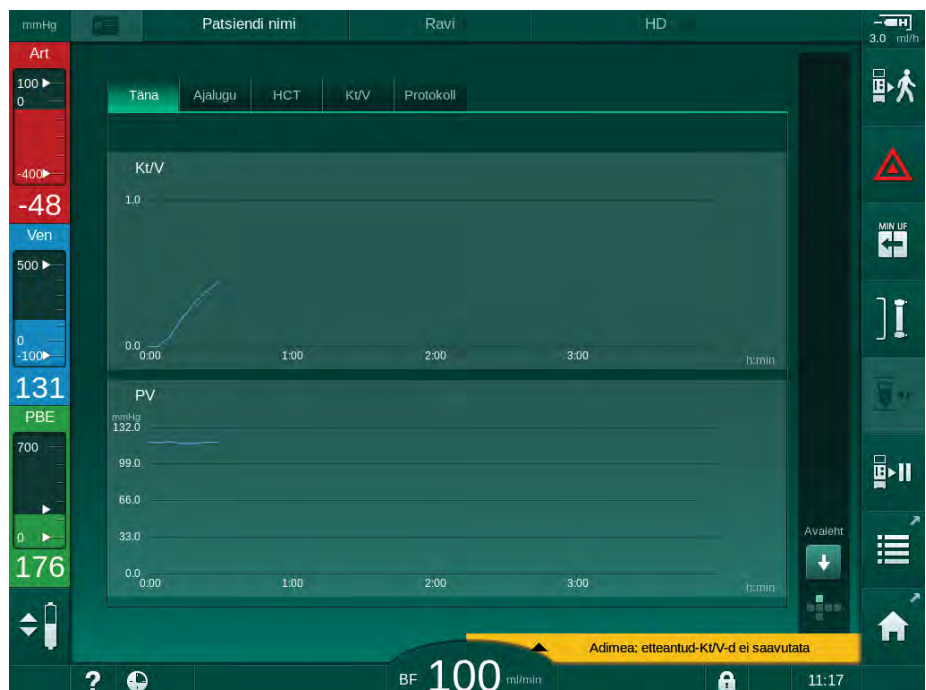 mmHg
Patsiendi nimi
Ravi
HD
3.0 ml/h
Art
100
0
-400
-48
Ven
500
0
-100
131
PBE
700
0
176
Täna
Ajalugu
HCT
Kt/V
Protokoll
Kt/V
1.0
0.0
0:00
1:00
2:00
3:00
h:min
PV
mmHg
132.0
99.0
66.0
33.0
0.0
0:00
1:00
2:00
3:00
h:min
MIN UF
Avaleht
Adimea: etteantud-Kt/V-d ei saavutata
?
BF 100 ml/min
11:17